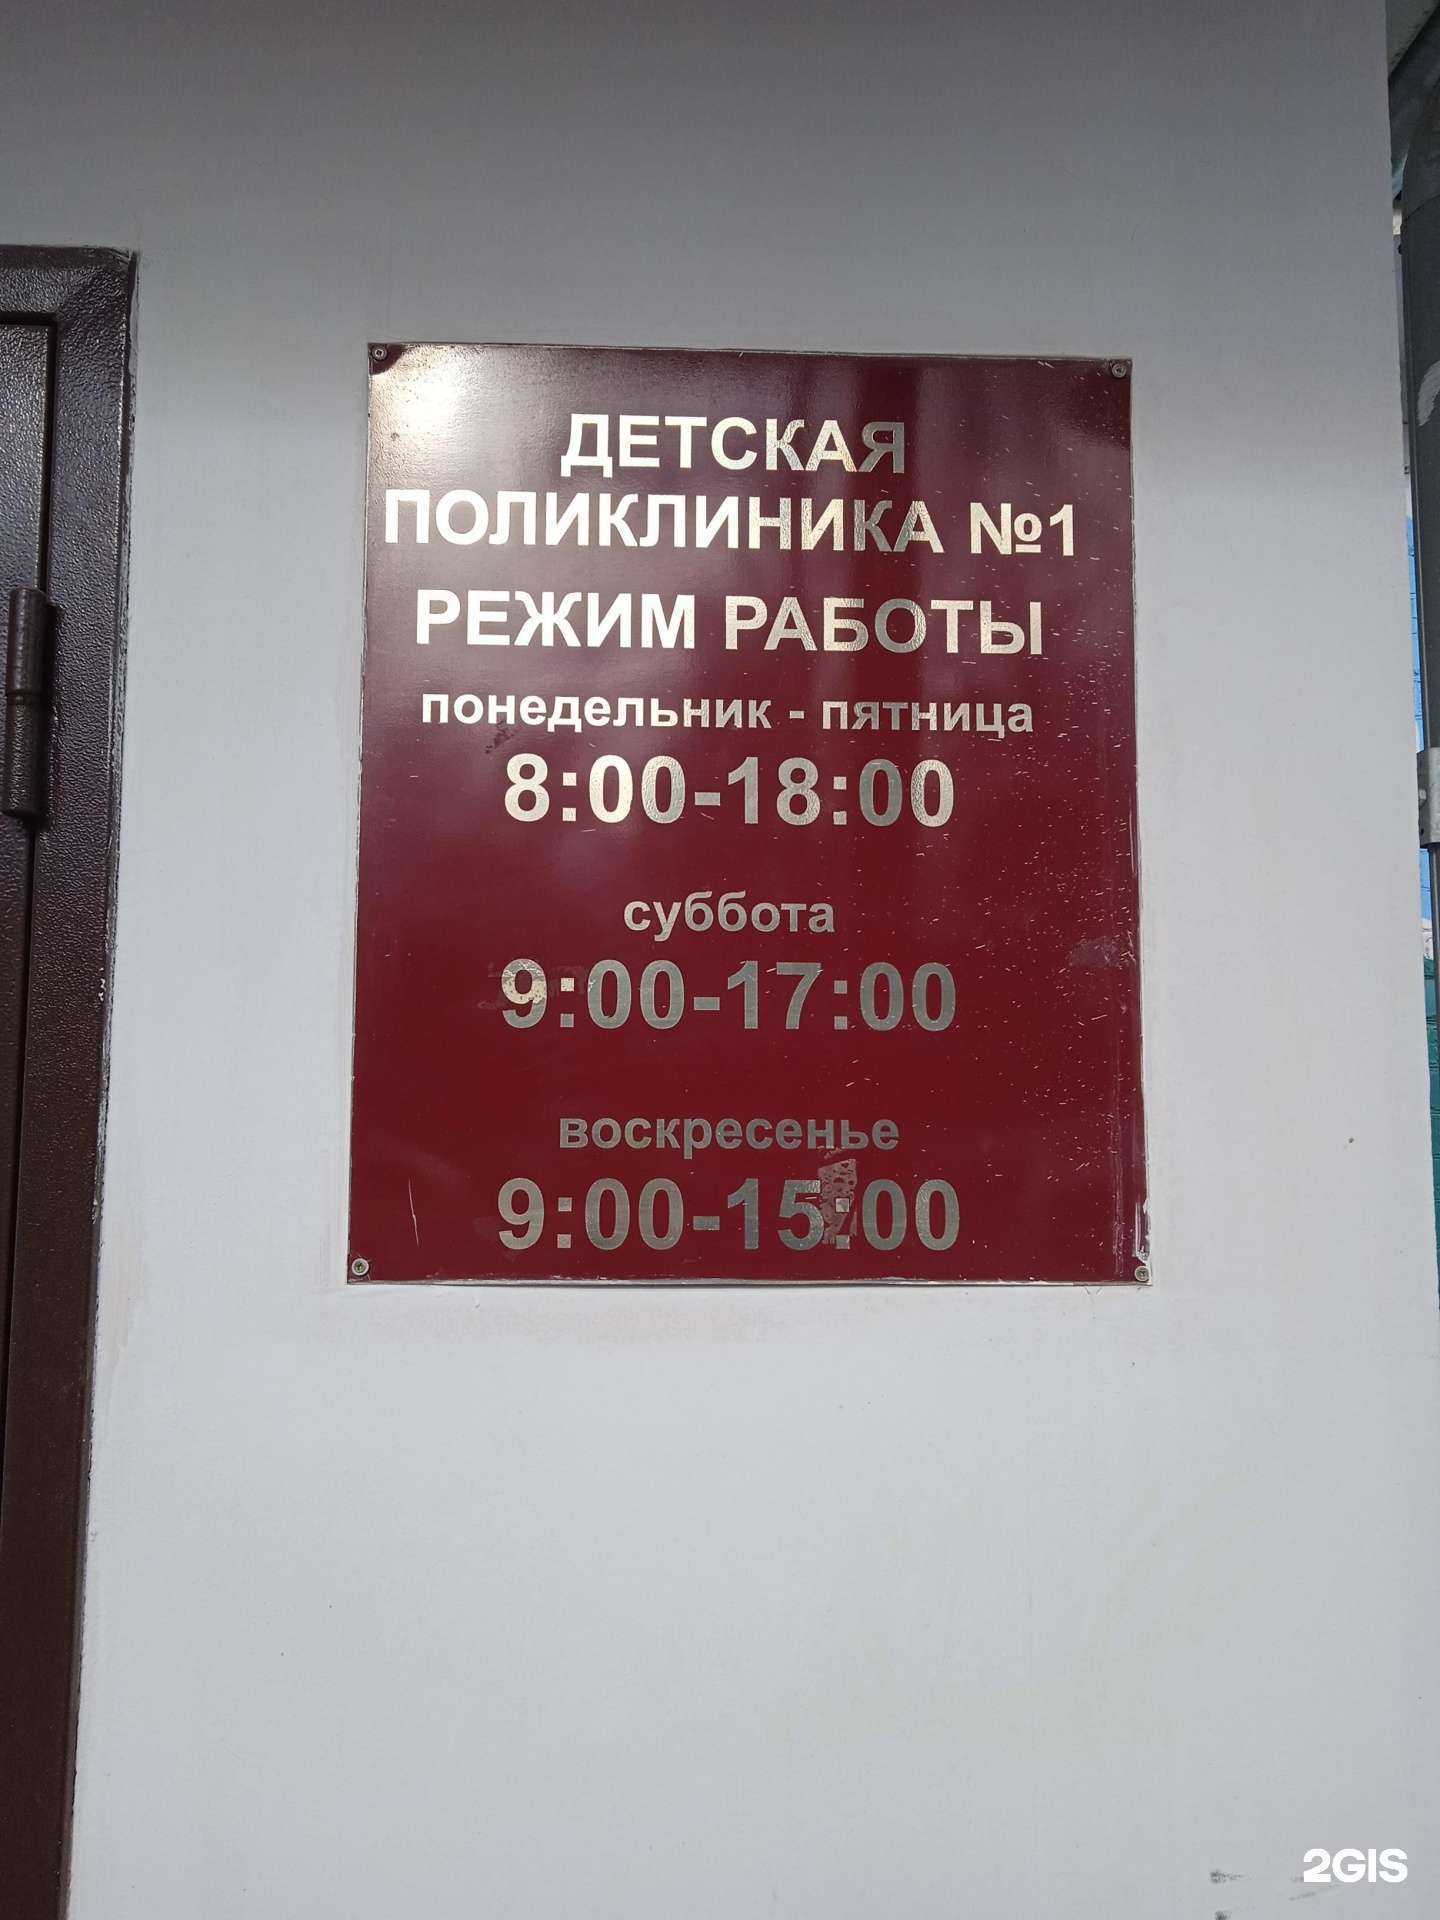 ДЕТСКАЯ
ПОЛИКЛИНИКА №1
РЕЖИМ РАБОТЫ
понедельник - пятница
8:00-18:00
суббота
9:00-17:00
воскресенье
9:00-15:00
2GIS